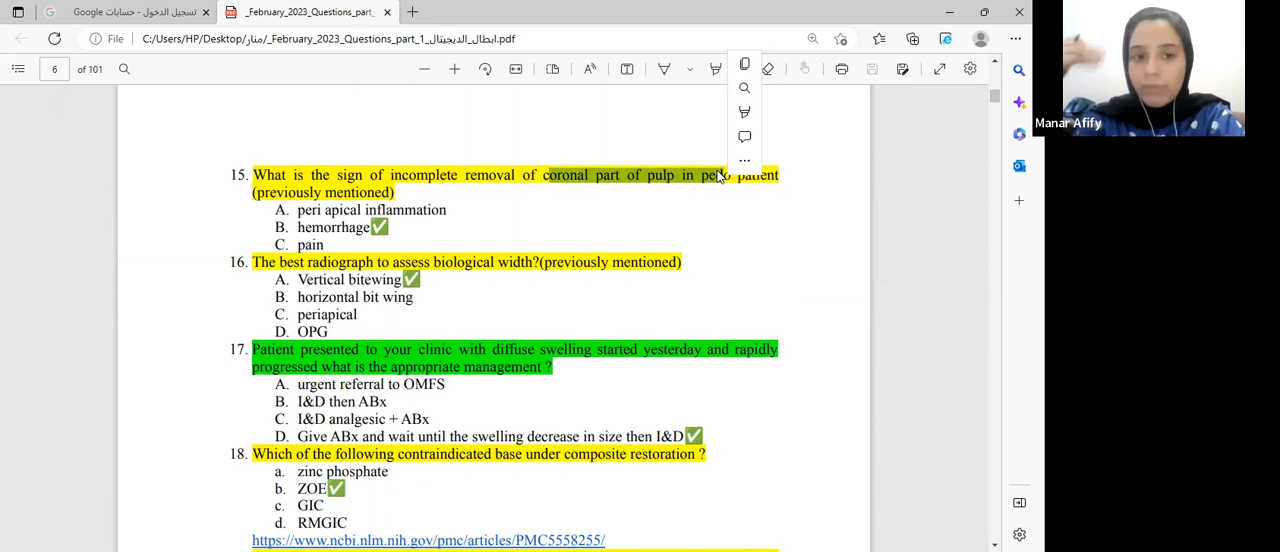 تسجيل الدخول - حسابات Google
_February_2023_Questions_part_
File
C:/Users/HP/Desktop/منار/_February_2023_Questions_part_1_ابطال_الديجيتال.pdf
6 of 101
Manar Afify
15. What is the sign of incomplete removal of coronal part of pulp in pedo patient
(previously mentioned)
A. peri apical inflammation
B. hemorrhage✅
C. pain
16. The best radiograph to assess biological width?(previously mentioned)
A. Vertical bitewing✅
B. horizontal bit wing
C. periapical
D. OPG
17. Patient presented to your clinic with diffuse swelling started yesterday and rapidly
progressed what is the appropriate management ?
A. urgent referral to OMFS
B. I&D then ABx
C. I&D analgesic + ABx
D. Give ABx and wait until the swelling decrease in size then I&D✅
18. Which of the following contraindicated base under composite restoration ?
a. zinc phosphate
b. ZOE✅
c. GIC
d. RMGIC
https://www.ncbi.nlm.nih.gov/pmc/articles/PMC5558255/